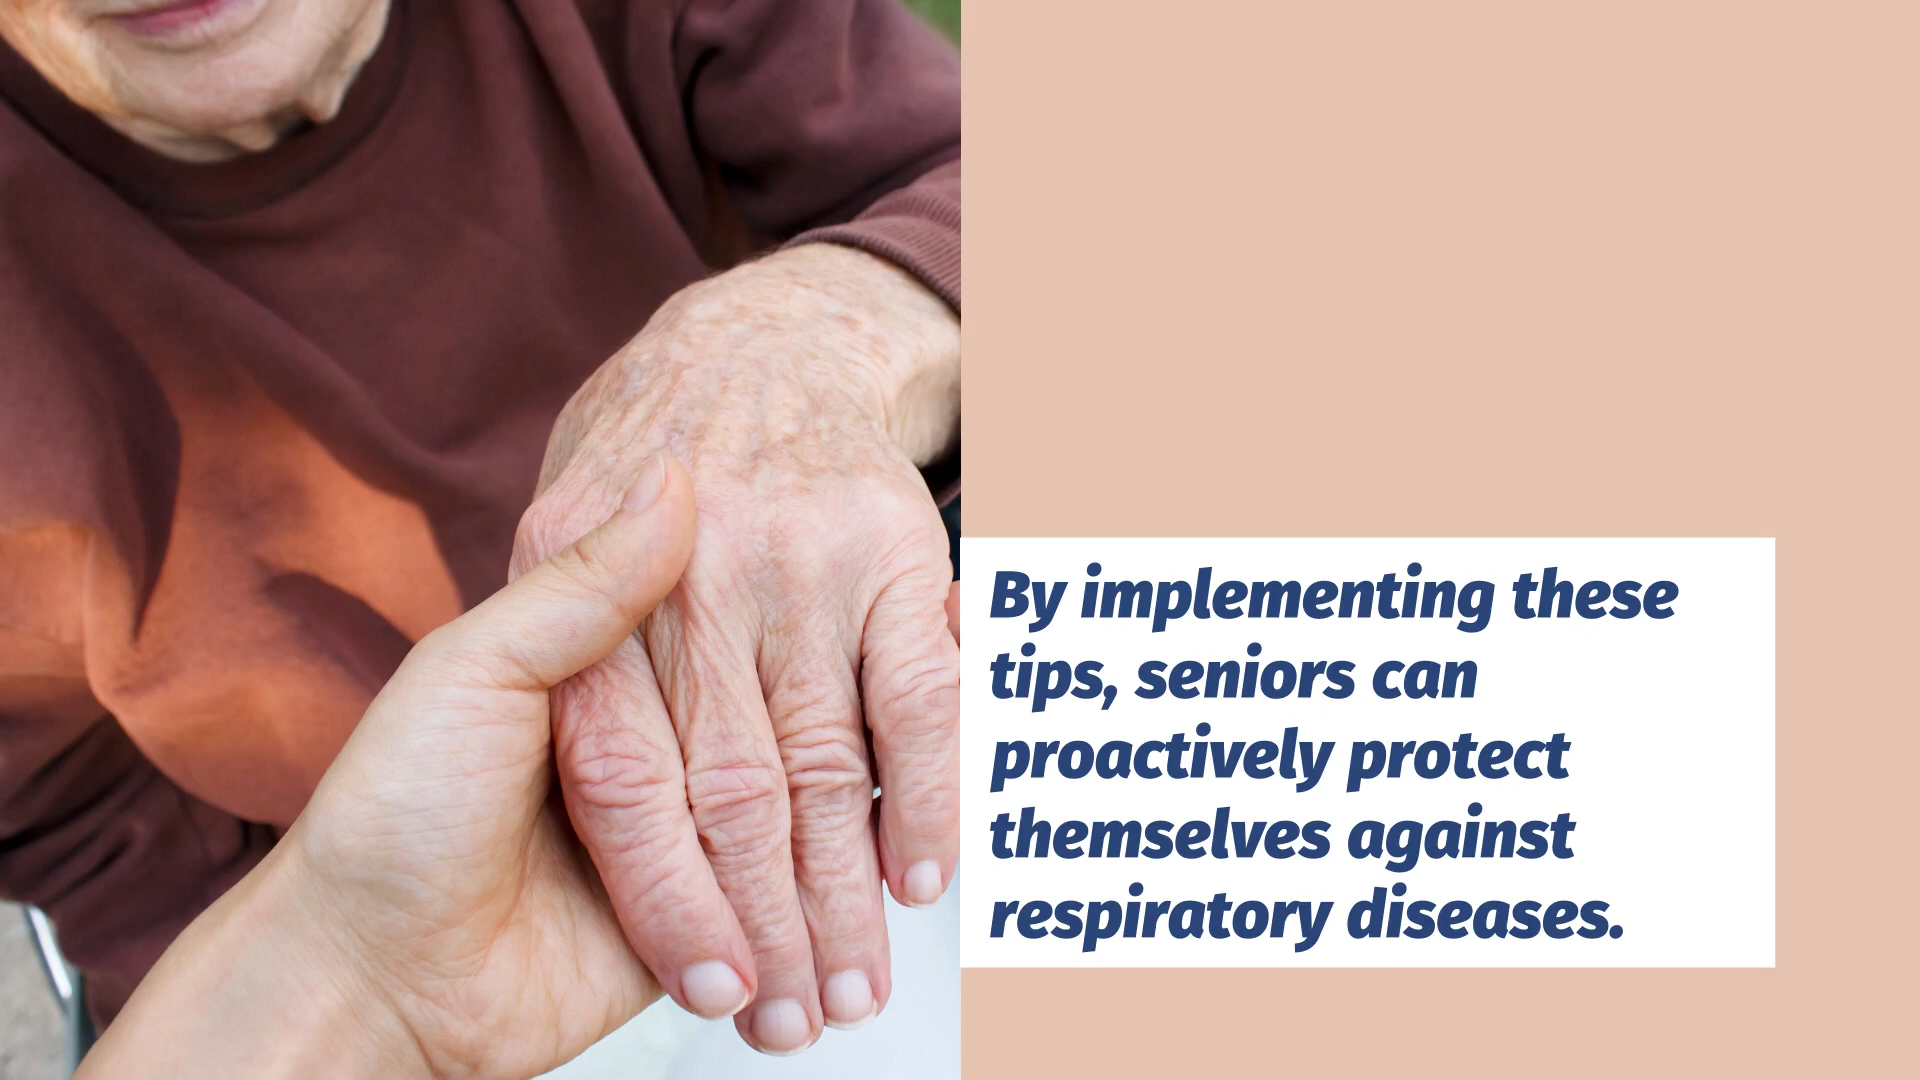 By implementing these
tips, seniors can
proactively protect
themselves against
respiratory diseases.